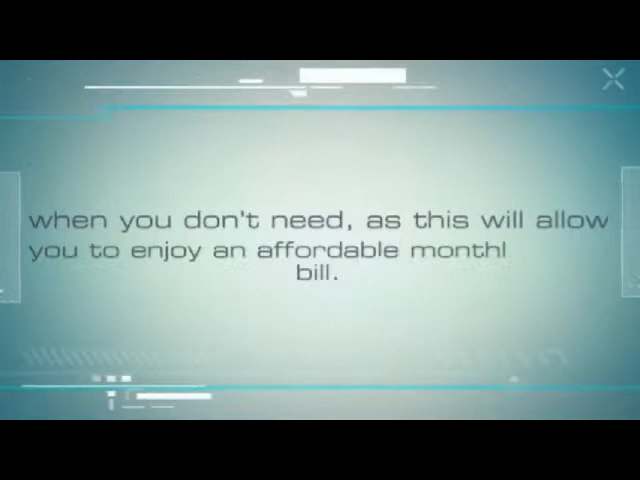 when you don't need, as this will allow
you to enjoy an affordable monthl
bill.